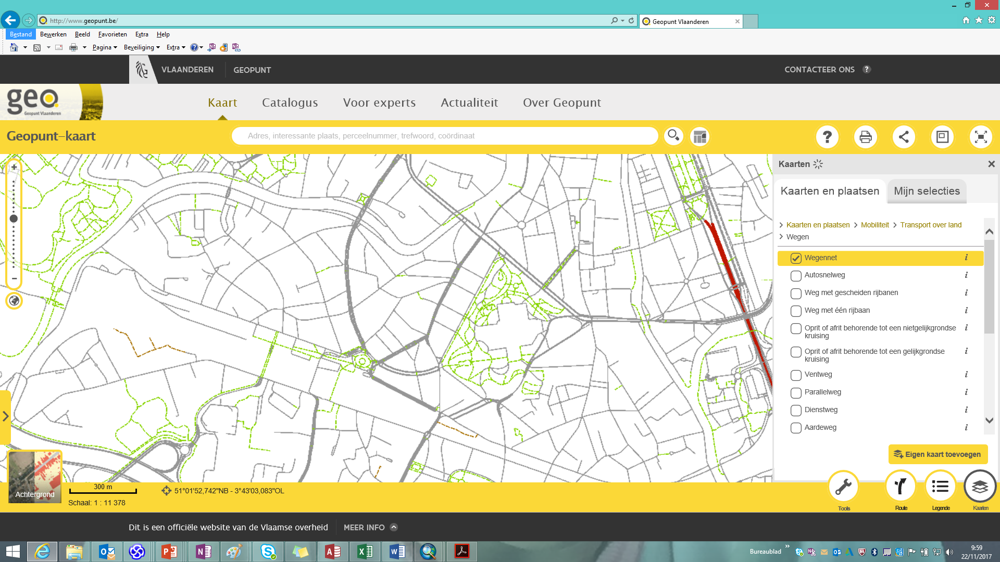 http://www.geopunt.be/
Geopunt Vlaanderen
Bestand Bewerken Beeld Favorieten Extra Help
Pagina Beveiliging Extra
VLAANDEREN GEOPUNT CONTACTEER ONS ?
geo
Geopunt Vlaanderen
Kaart Catalogus Voor experts Actualiteit Over Geopunt
Geopunt-kaart
Adres, interessante plaats, perceelnummer, trefwoord, coördinaat
?
Kaarten
Kaarten en plaatsen Mijn selecties
> Kaarten en plaatsen > Mobiliteit > Transport over land
> Wegen
Wegennet i
Autosnelweg i
Weg met gescheiden rijbanen i
Weg met één rijbaan i
Oprit of afrit behorende tot een nietgelijkgrondse i
kruising
Oprit of afrit behorende tot een gelijkgrondse i
kruising
Ventweg i
Parallelweg i
Dienstweg i
Aardeweg i
Eigen kaart toevoegen
Achtergrond
300 m
Schaal: 1 : 11 378
51°01'52,742"NB - 3°43'03,083"OL
Tools Route Legende Kaarten
Dit is een officiële website van de Vlaamse overheid MEER INFO
Bureaublad
9:59
22/11/2017